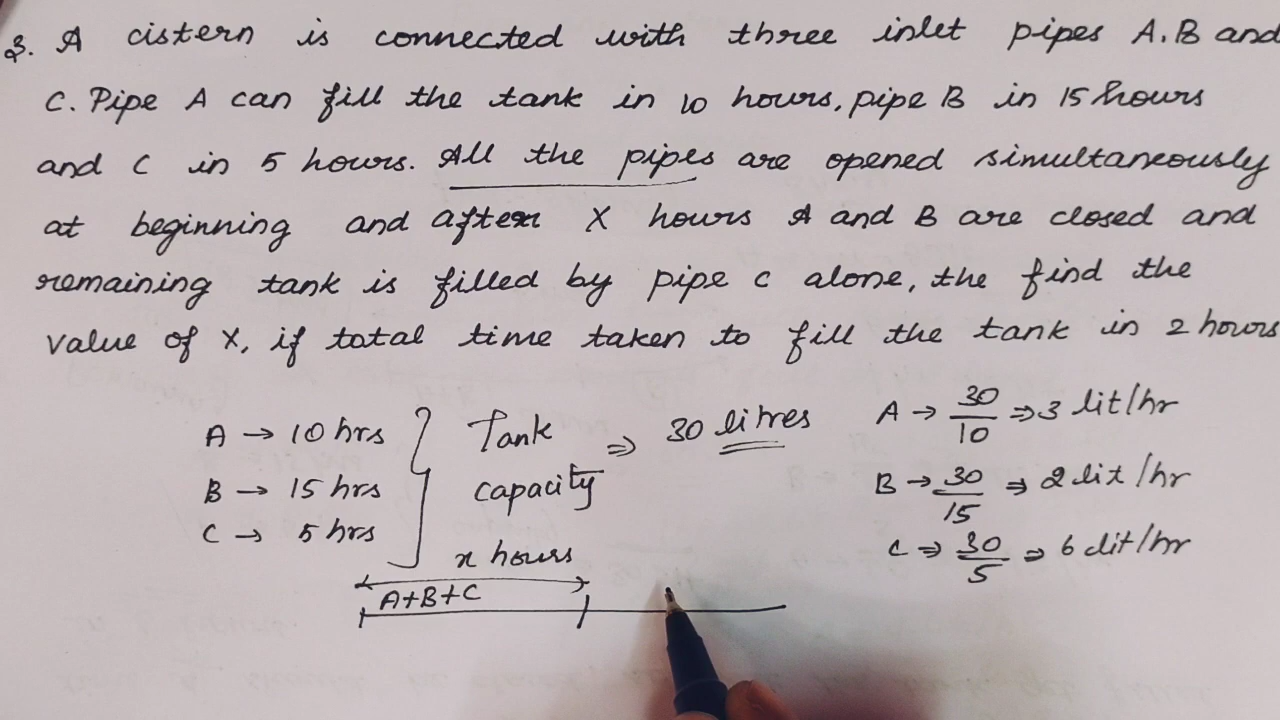 3. A cistern is connected with three inlet pipes A.B and
C. Pipe A can fill the tank in 10 hours, pipe B in 15 hours
and C in 5 hours. All the pipes are opened simultaneously
at beginning and after X hours A and B are closed and
remaining tank is filled by pipe C alone, the find the
value of X, if total time taken to fill the tank in 2 hours
A → 10 hrs
B → 15 hrs
C → 5 hrs
Tank
capacity
⇒ 30 litres
A → 30/10 ⇒ 3 lit/hr
B → 30/15 ⇒ 2 lit/hr
C ⇒ 30/5 ⇒ 6 lit/hr
x hours
A+B+C